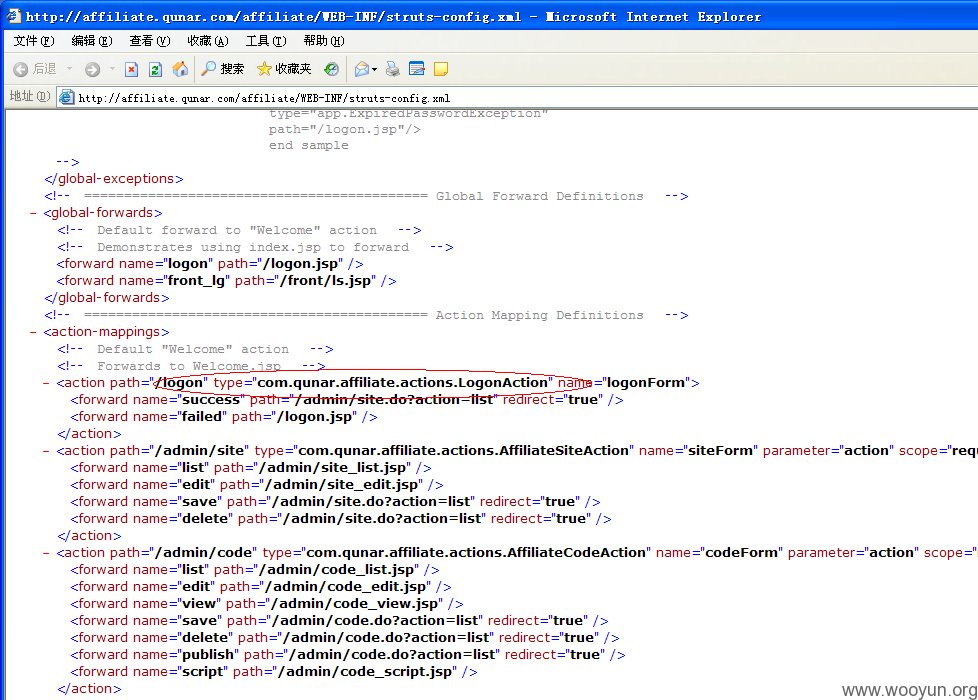 http://affiliate.qunar.com/affiliate/WEB-INF/struts-config.xml - Microsoft Internet Explorer
文件(F) 编辑(E) 查看(V) 收藏(A) 工具(T) 帮助(H)
后退 搜索 收藏夹
地址(D) http://affiliate.qunar.com/affiliate/WEB-INF/struts-config.xml
type="app.ExpiredPasswordException"
path="/logon.jsp"/>
end sample
-->
</global-exceptions>
<!-- =========================================== Global Forward Definitions -->
- <global-forwards>
<!-- Default forward to "Welcome" action -->
<!-- Demonstrates using index.jsp to forward -->
<forward name="logon" path="/logon.jsp" />
<forward name="front_lg" path="/front/ls.jsp" />
</global-forwards>
<!-- =========================================== Action Mapping Definitions -->
- <action-mappings>
<!-- Default "Welcome" action -->
<!-- Forwards to Welcome.jsp -->
- <action path="/logon" type="com.qunar.affiliate.actions.LogonAction" name="logonForm">
<forward name="success" path="/admin/site.do?action=list" redirect="true" />
<forward name="failed" path="/logon.jsp" />
</action>
- <action path="/admin/site" type="com.qunar.affiliate.actions.AffiliateSiteAction" name="siteForm" parameter="action" scope="req
<forward name="list" path="/admin/site_list.jsp" />
<forward name="edit" path="/admin/site_edit.jsp" />
<forward name="save" path="/admin/site.do?action=list" redirect="true" />
<forward name="delete" path="/admin/site.do?action=list" redirect="true" />
</action>
- <action path="/admin/code" type="com.qunar.affiliate.actions.AffiliateCodeAction" name="codeForm" parameter="action" scope="
<forward name="list" path="/admin/code_list.jsp" />
<forward name="edit" path="/admin/code_edit.jsp" />
<forward name="view" path="/admin/code_view.jsp" />
<forward name="save" path="/admin/code.do?action=list" redirect="true" />
<forward name="delete" path="/admin/code.do?action=list" redirect="true" />
<forward name="publish" path="/admin/code.do?action=list" redirect="true" />
<forward name="script" path="/admin/code_script.jsp" />
</action>
www.wooyun.org